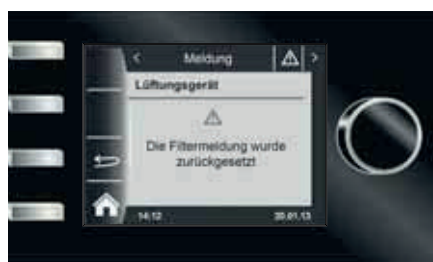 < Meldung >
Lüftungsgerät
Die Filtermeldung wurde
zurückgesetzt
14:12 20.01.13